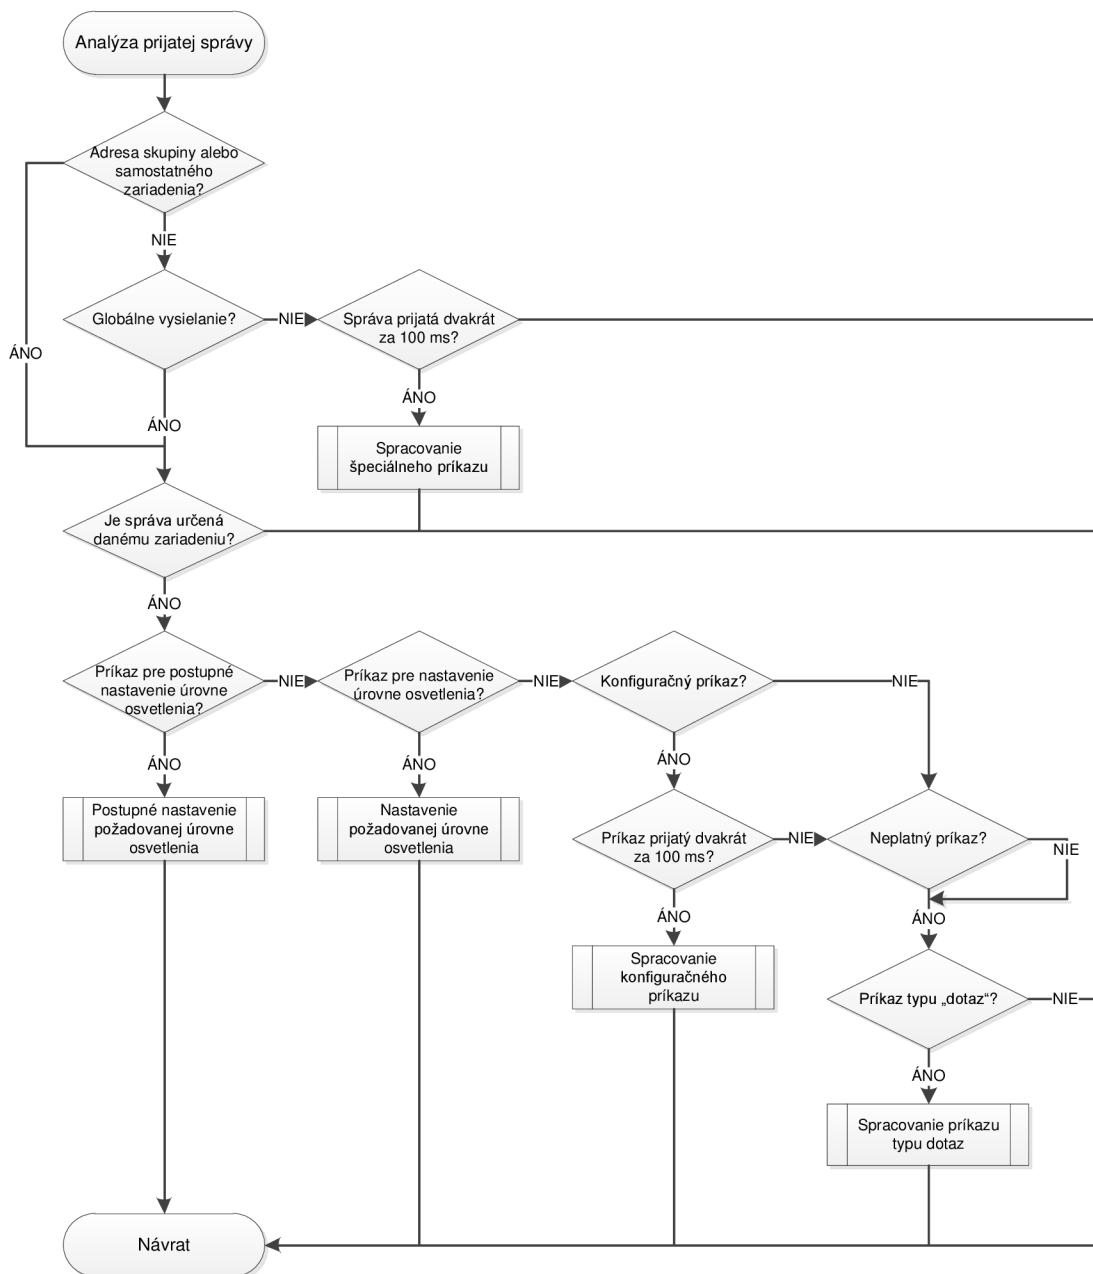 Analýza prijatej správy
Adresa skupiny alebo
samostatného
zariadenia?
NIE
Globálne vysielanie?
NIE
Správa prijatá dvakrát
za 100 ms?
ÁNO
ÁNO
ÁNO
Spracovanie
špeciálneho príkazu
Je správa určená
danému zariadeniu?
ÁNO
Príkaz pre postupné
nastavenie úrovne
osvetlenia?
NIE
Príkaz pre nastavenie
úrovne osvetlenia?
NIE
Konfiguračný príkaz?
NIE
ÁNO
ÁNO
ÁNO
Postupné nastavenie
požadovanej úrovne
osvetlenia
Nastavenie
požadovanej úrovne
osvetlenia
Príkaz prijatý dvakrát
za 100 ms?
NIE
Neplatný príkaz?
NIE
ÁNO
ÁNO
Spracovanie
konfiguračného
príkazu
Príkaz typu „dotaz“?
NIE
ÁNO
Spracovanie príkazu
typu dotaz
Návrat